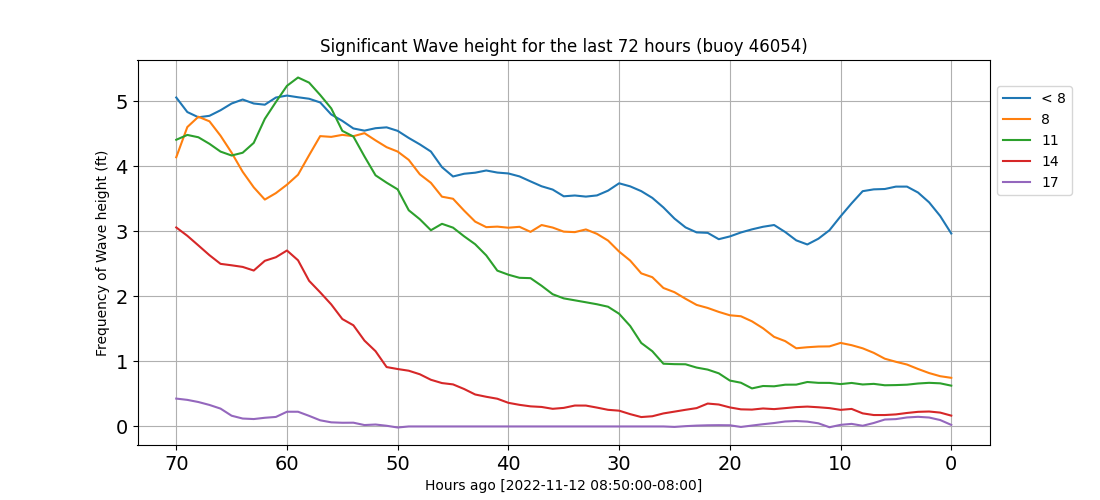 Significant Wave height for the last 72 hours (buoy 46054)
Frequency of Wave height (ft)
5
4
3
2
1
0
70 60 50 40 30 20 10 0
Hours ago [2022-11-12 08:50:00-08:00]
< 8
8
11
14
17